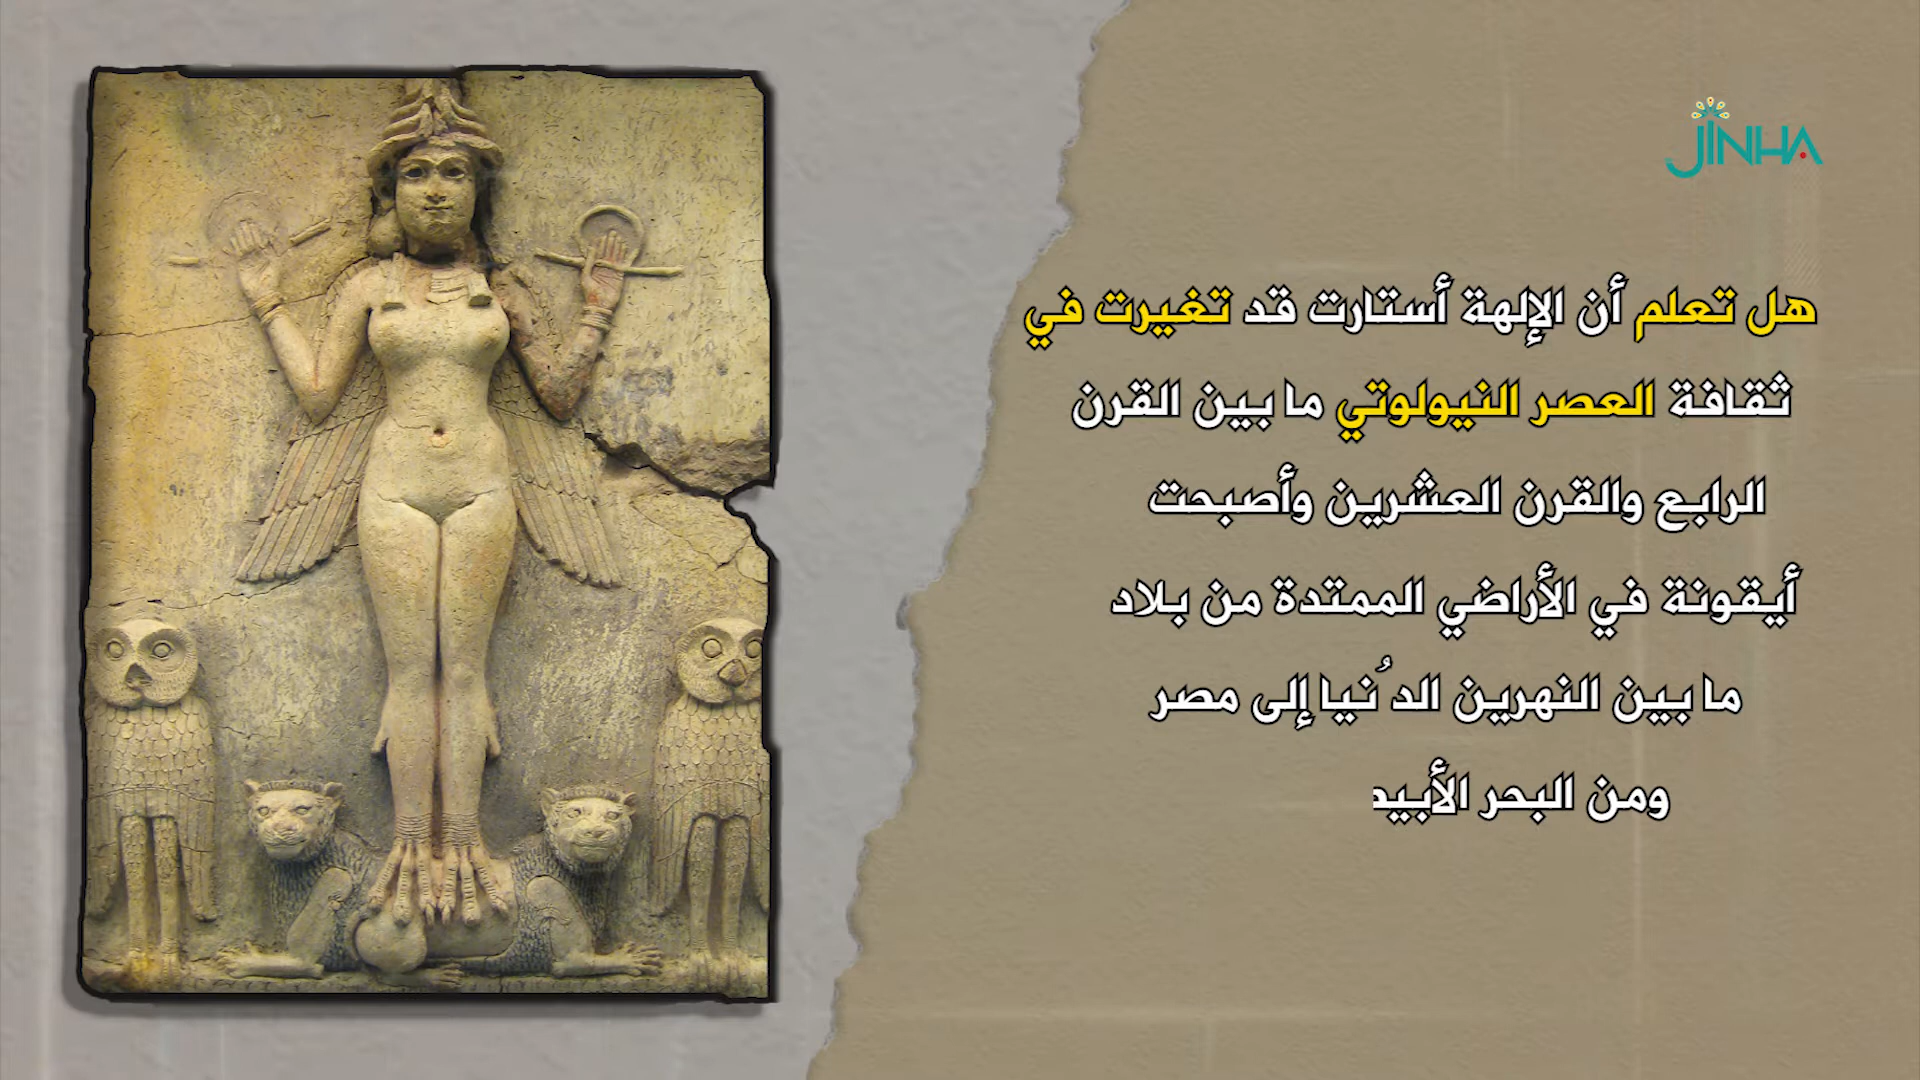 JINHA
هل تعلم أن الإلهة أستارت قد تغيرت في
ثقافة العصر النيولوتي ما بين القرن
الرابع والقرن العشرين وأصبحت
أيقونة في الأراضي الممتدة من بلاد
ما بين النهرين الدُنيا إلى مصر
ومن البحر